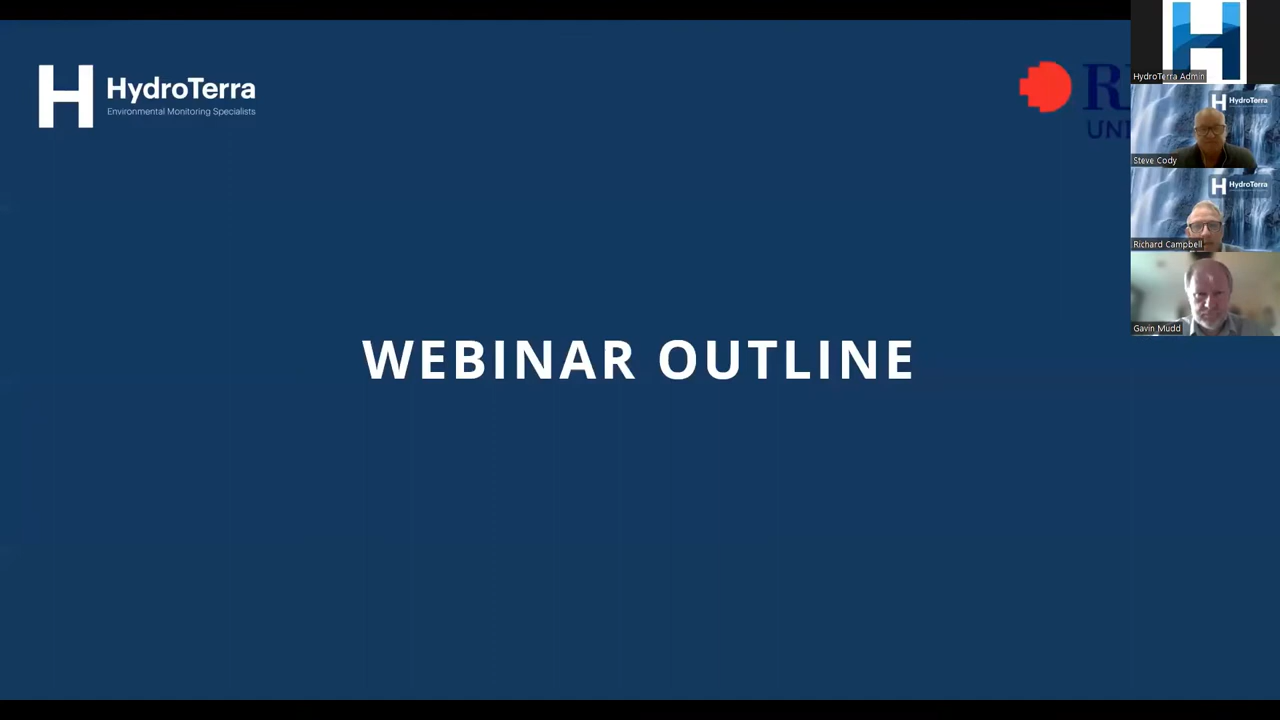 HydroTerra
Environmental Monitoring Specialists
WEBINAR OUTLINE
HydroTerra Admin
HydroTerra
Steve Cody
HydroTerra
Richard Campbell
Gavin Mudd